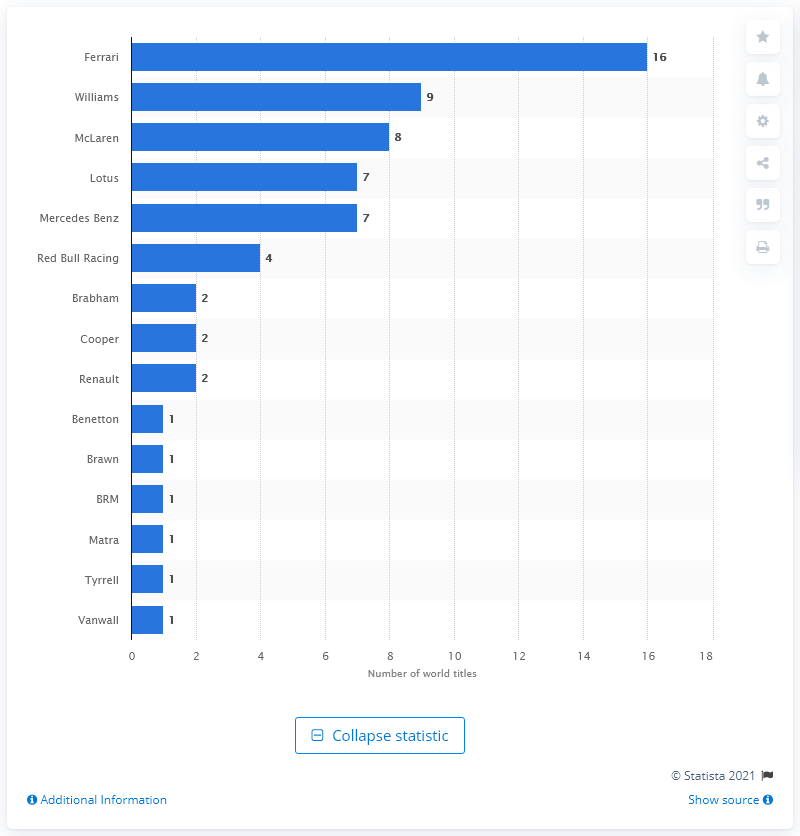 Ferrari 16
Williams 9
McLaren 8
Lotus 7
Mercedes Benz 7
Red Bull Racing 4
Brabham 2
Cooper 2
Renault 2
Benetton 1
Brawn 1
BRM 1
Matra 1
Tyrrell 1
Vanwall 1
0 2 4 6 8 10 12 14 16 18
Number of world titles
Collapse statistic
© Statista 2021
Additional Information Show source